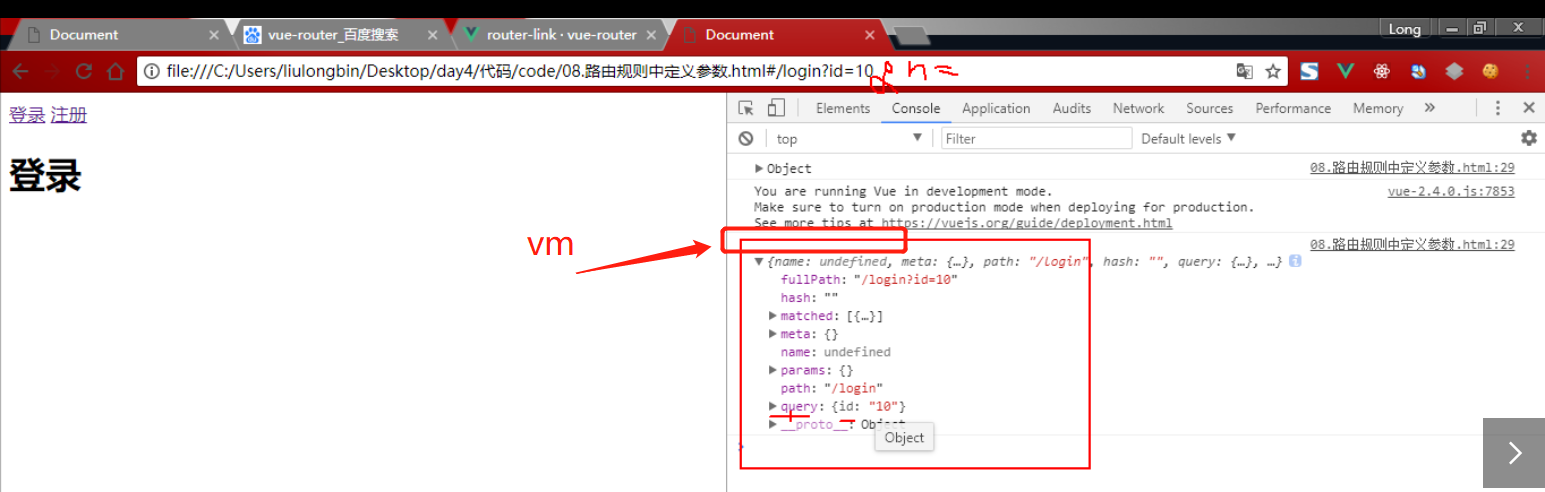 Document × vue-router_百度搜索 × router-link · vue-router × Document × Long
file:///C:/Users/liulongbin/Desktop/day4/代码/code/08.路由规则中定义参数.html#/login?id=10 & n=
登录 注册
登录
Elements Console Application Audits Network Sources Performance Memory »
top Filter Default levels
Object 08.路由规则中定义参数.html:29
You are running Vue in development mode. vue-2.4.0.js:7853
Make sure to turn on production mode when deploying for production.
See more tips at https://vuejs.org/guide/deployment.html
vm
08.路由规则中定义参数.html:29
{name: undefined, meta: {…}, path: "/login", hash: "", query: {…}, …}
fullPath: "/login?id=10"
hash: ""
matched: [{…}]
meta: {}
name: undefined
params: {}
path: "/login"
query: {id: "10"}
__proto__: Object
Object